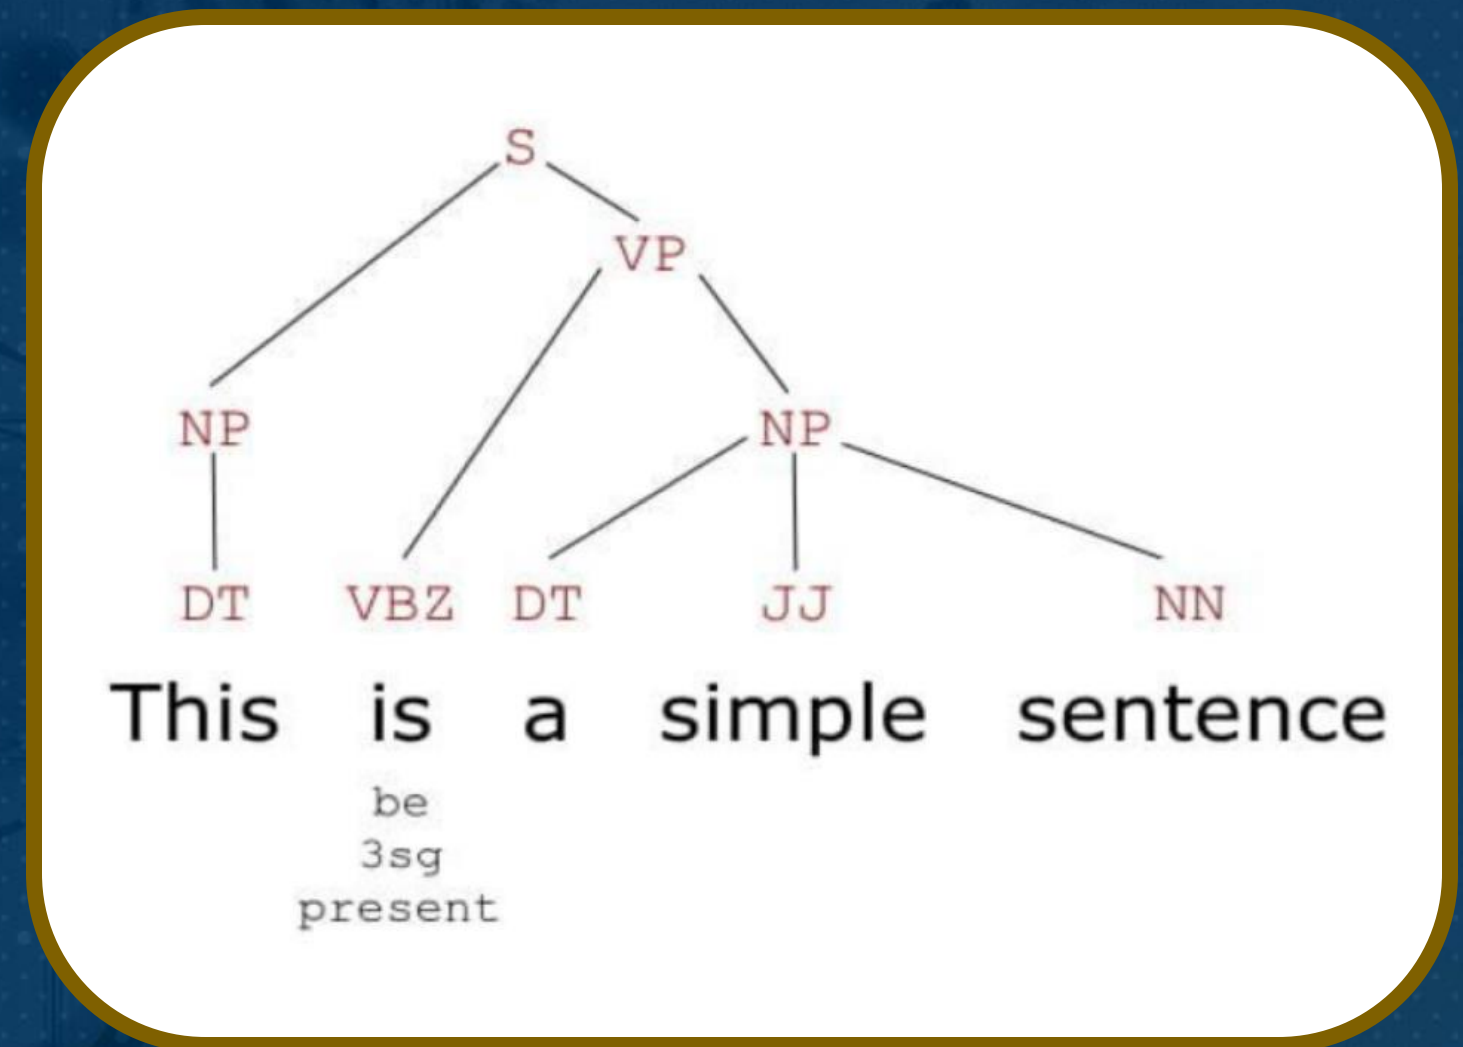 S
VP
NP NP
DT VBZ DT JJ NN
This is a simple sentence
be
3sg
present